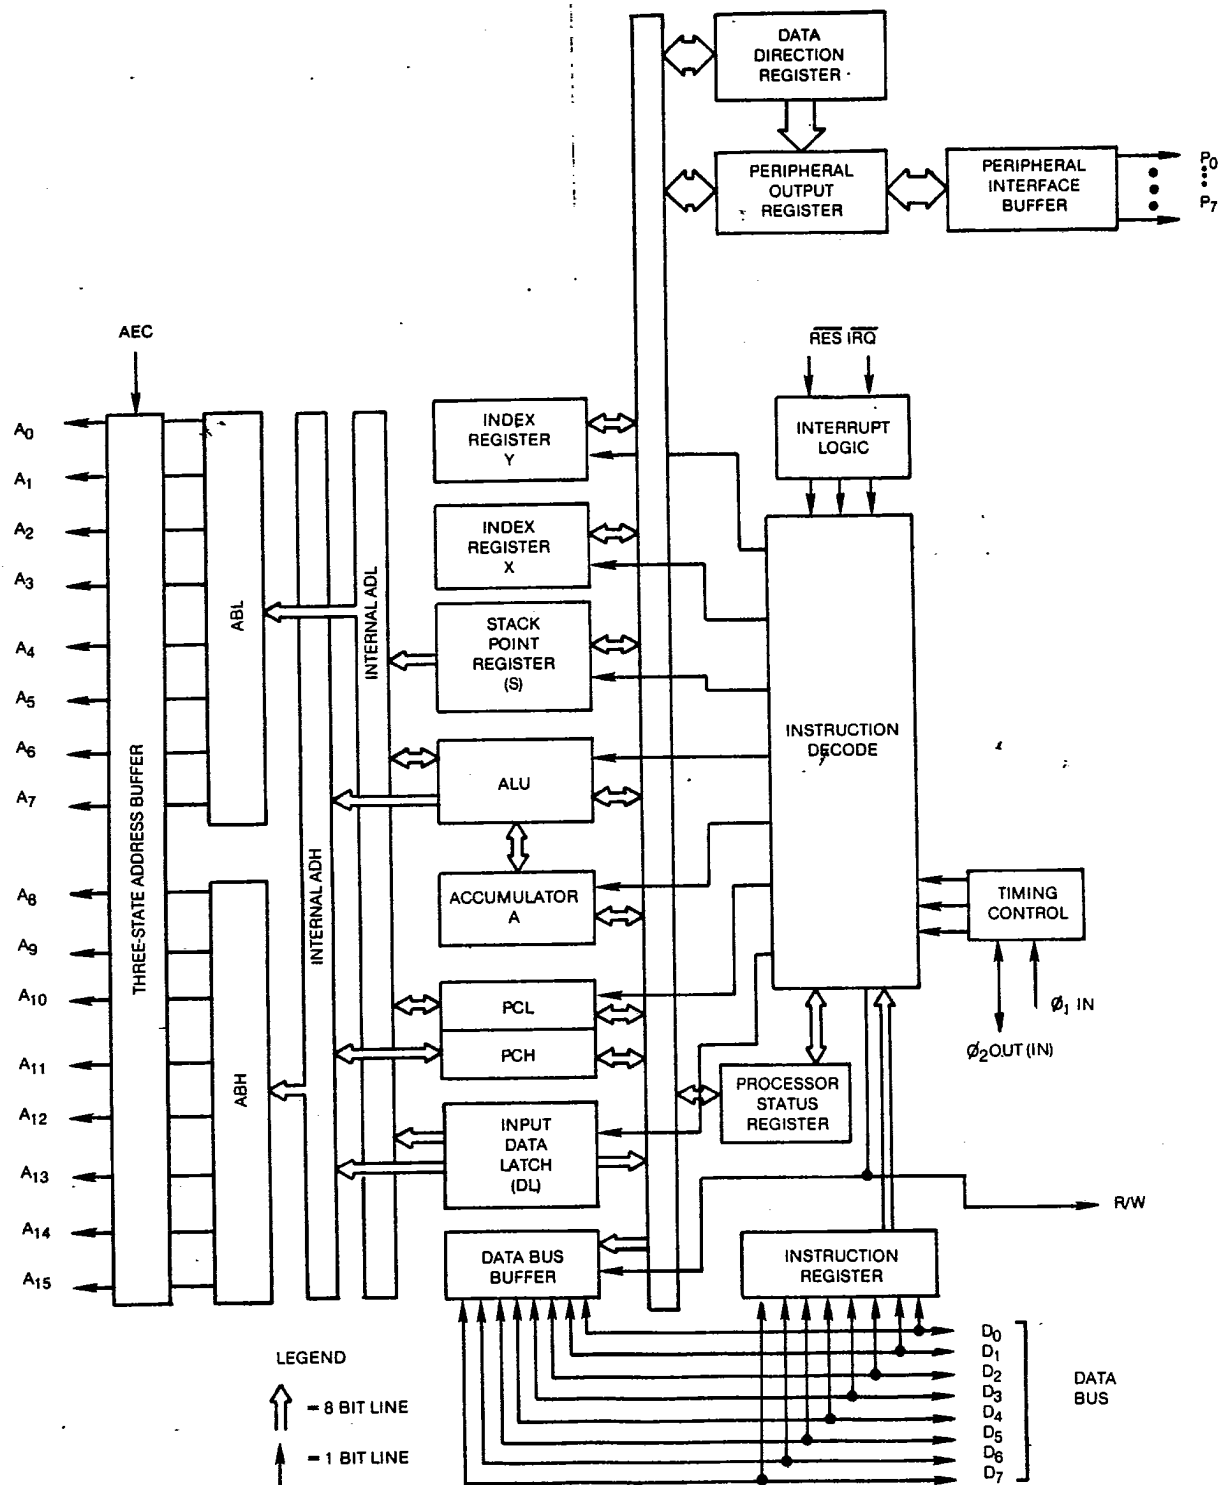 DATA
DIRECTION
REGISTER
PERIPHERAL
OUTPUT
REGISTER
PERIPHERAL
INTERFACE
BUFFER
P0
P7
AEC
RES IRQ
INTERRUPT
LOGIC
A0
A1
A2
A3
A4
A5
A6
A7
A8
A9
A10
A11
A12
A13
A14
A15
THREE-STATE ADDRESS BUFFER
ABL
ABH
INTERNAL ADH
INTERNAL ADL
INDEX
REGISTER
Y
INDEX
REGISTER
X
STACK
POINT
REGISTER
(S)
ALU
ACCUMULATOR
A
PCL
PCH
INPUT
DATA
LATCH
(DL)
DATA BUS
BUFFER
INSTRUCTION
DECODE
TIMING
CONTROL
Ø1 IN
Ø2 OUT (IN)
PROCESSOR
STATUS
REGISTER
R/W
INSTRUCTION
REGISTER
D0
D1
D2
D3
D4
D5
D6
D7
DATA
BUS
LEGEND
= 8 BIT LINE
= 1 BIT LINE